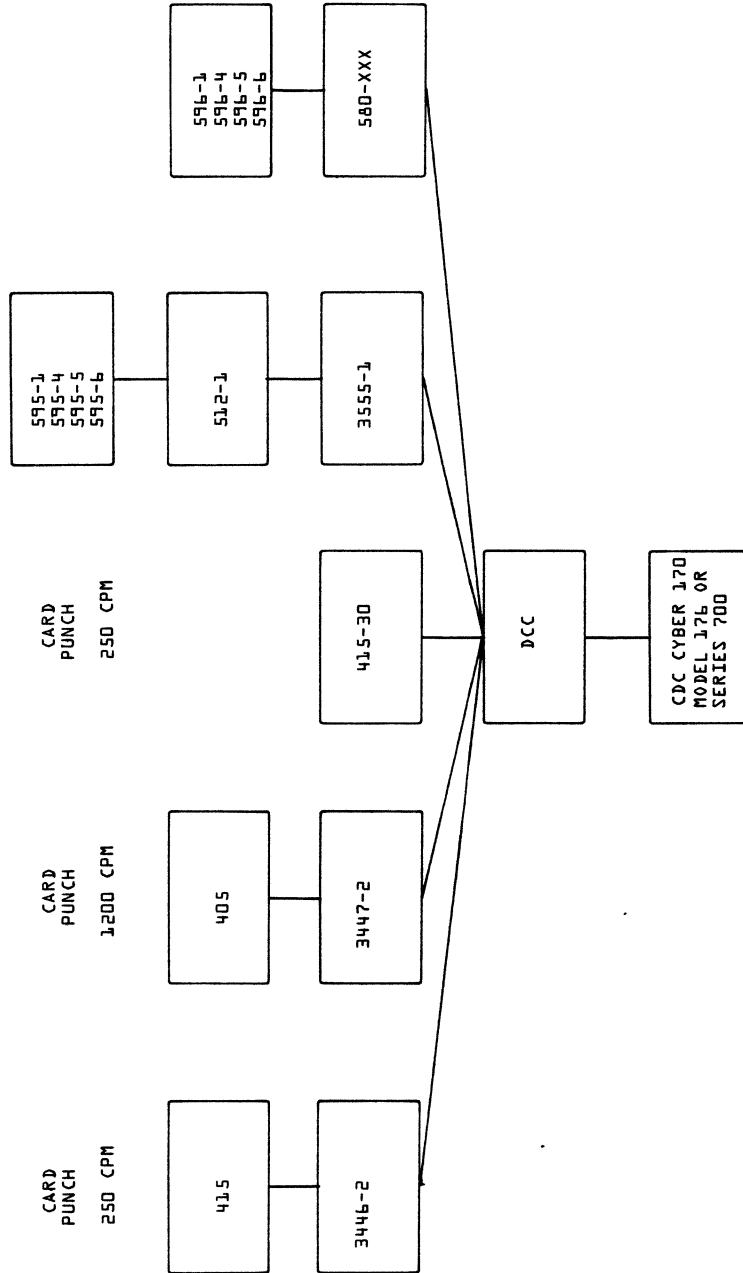 CARD
PUNCH
250 CPM
CARD
PUNCH
1200 CPM
CARD
PUNCH
250 CPM
595-1
595-4
595-5
595-6
415
405
512-1
596-1
596-4
596-5
596-6
3446-2
3447-2
415-30
3555-1
580-XXX
DCC
CDC CYBER 170
MODEL 176 OR
SERIES 700